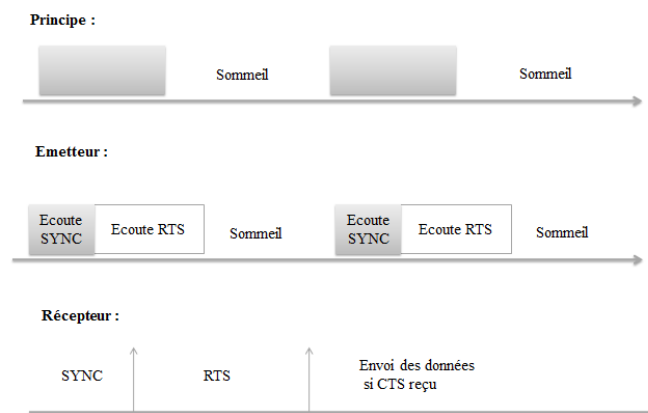 Principe :
Sommeil
Sommeil
Emetteur :
Ecoute
SYNC
Ecoute RTS
Sommeil
Ecoute
SYNC
Ecoute RTS
Sommeil
Récepteur :
SYNC
RTS
Envoi des données
si CTS reçu